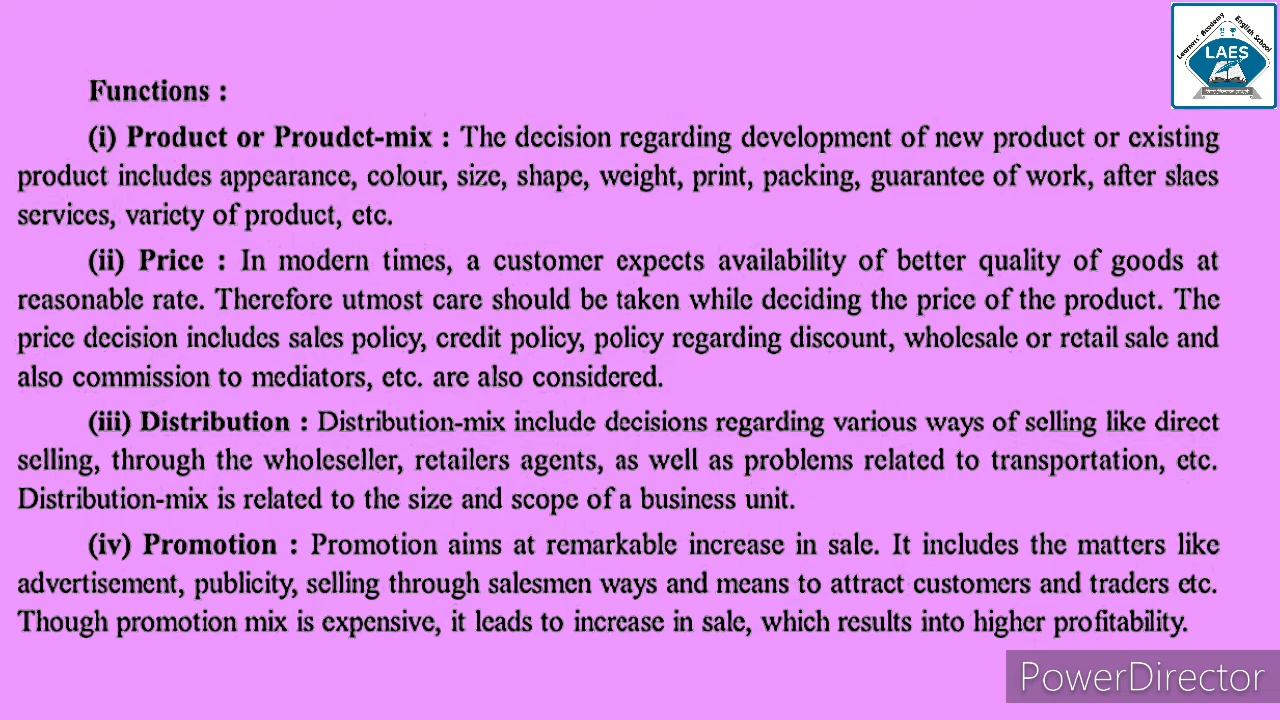 Learners' Academy English School
LAES
Functions :
(i) Product or Proudct-mix : The decision regarding development of new product or existing
product includes appearance, colour, size, shape, weight, print, packing, guarantee of work, after slaes
services, variety of product, etc.
(ii) Price : In modern times, a customer expects availability of better quality of goods at
reasonable rate. Therefore utmost care should be taken while deciding the price of the product. The
price decision includes sales policy, credit policy, policy regarding discount, wholesale or retail sale and
also commission to mediators, etc. are also considered.
(iii) Distribution : Distribution-mix include decisions regarding various ways of selling like direct
selling, through the wholeseller, retailers agents, as well as problems related to transportation, etc.
Distribution-mix is related to the size and scope of a business unit.
(iv) Promotion : Promotion aims at remarkable increase in sale. It includes the matters like
advertisement, publicity, selling through salesmen ways and means to attract customers and traders etc.
Though promotion mix is expensive, it leads to increase in sale, which results into higher profitability.
PowerDirector